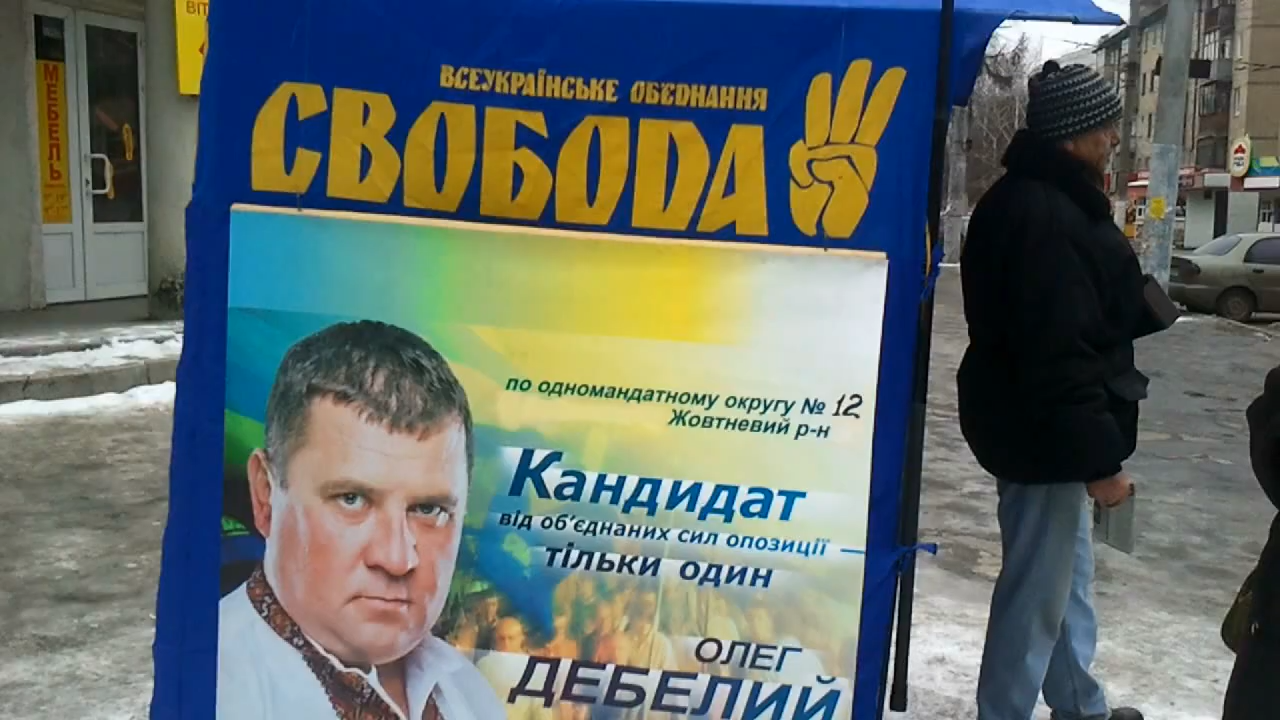 ВІТ
МЕБЕЛЬ
ВСЕУКРАЇНСЬКЕ ОБЄДНАННЯ
СВОБОДА
по одномандатному округу № 12
Жовтневий р-н
Кандидат
від об'єднаних сил опозиції —
тільки один
ОЛЕГ
ДЕБЕЛИЙ